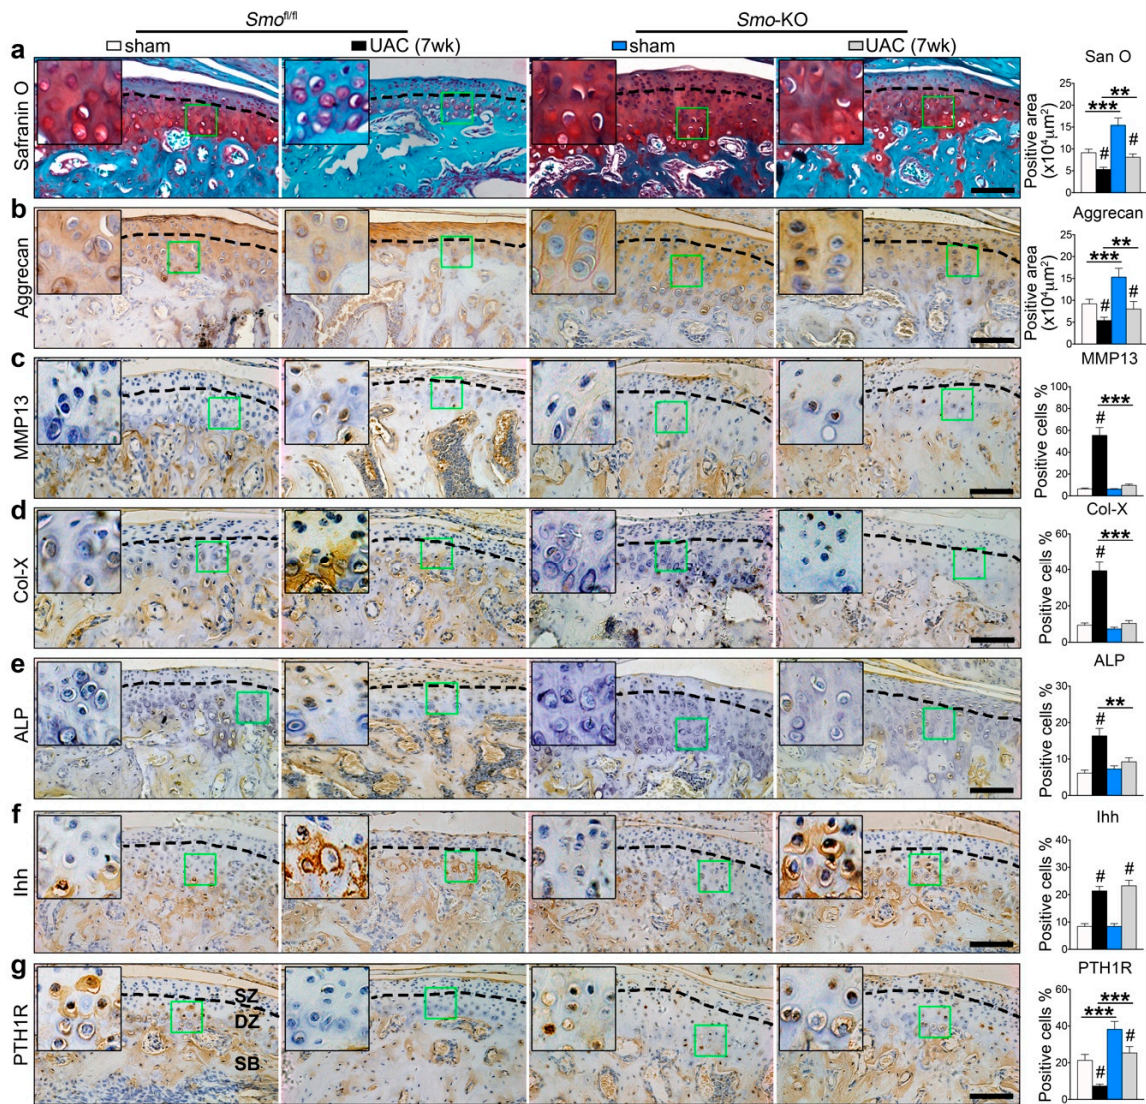 Smo^fl/fl Smo-KO
sham UAC (7wk) sham UAC (7wk)
a
Safranin O
San O
Positive area
(x10⁴µm²)
25
20
15
10
5
0
*** **
# #
b
Aggrecan
Aggrecan
Positive area
(x10⁴µm²)
25
20
15
10
5
0
*** **
# #
c
MMP13
MMP13
Positive cells %
100
80
60
40
20
0
# ***
d
Col-X
Col-X
Positive cells %
60
40
20
0
# ***
e
ALP
ALP
Positive cells %
30
20
10
0
# **
f
Ihh
Ihh
Positive cells %
40
30
20
10
0
# #
g
PTH1R
SZ
DZ
SB
PTH1R
Positive cells %
60
40
20
0
*** ***
# #